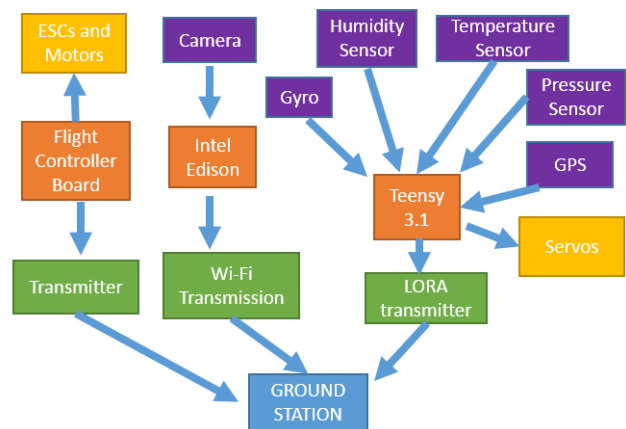 ESCs and
Motors
Camera
Humidity
Sensor
Temperature
Sensor
Gyro
Pressure
Sensor
Flight
Controller
Board
Intel
Edison
GPS
Teensy
3.1
Servos
Transmitter
Wi-Fi
Transmission
LORA
transmitter
GROUND
STATION